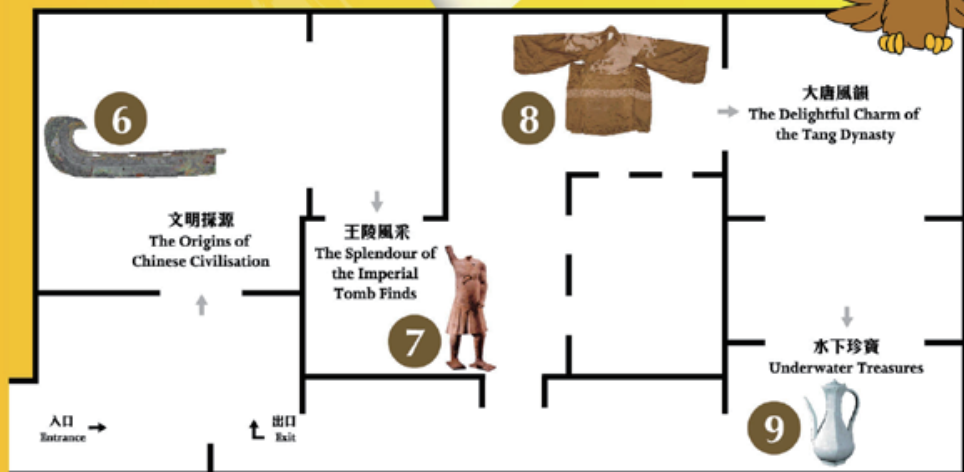 6
文明探源
The Origins of
Chinese Civilisation
王陵風采
The Splendour of
the Imperial
Tomb Finds
7
8
大唐風韻
The Delightful Charm of
the Tang Dynasty
水下珍寶
Underwater Treasures
9
入口
Entrance
出口
Exit